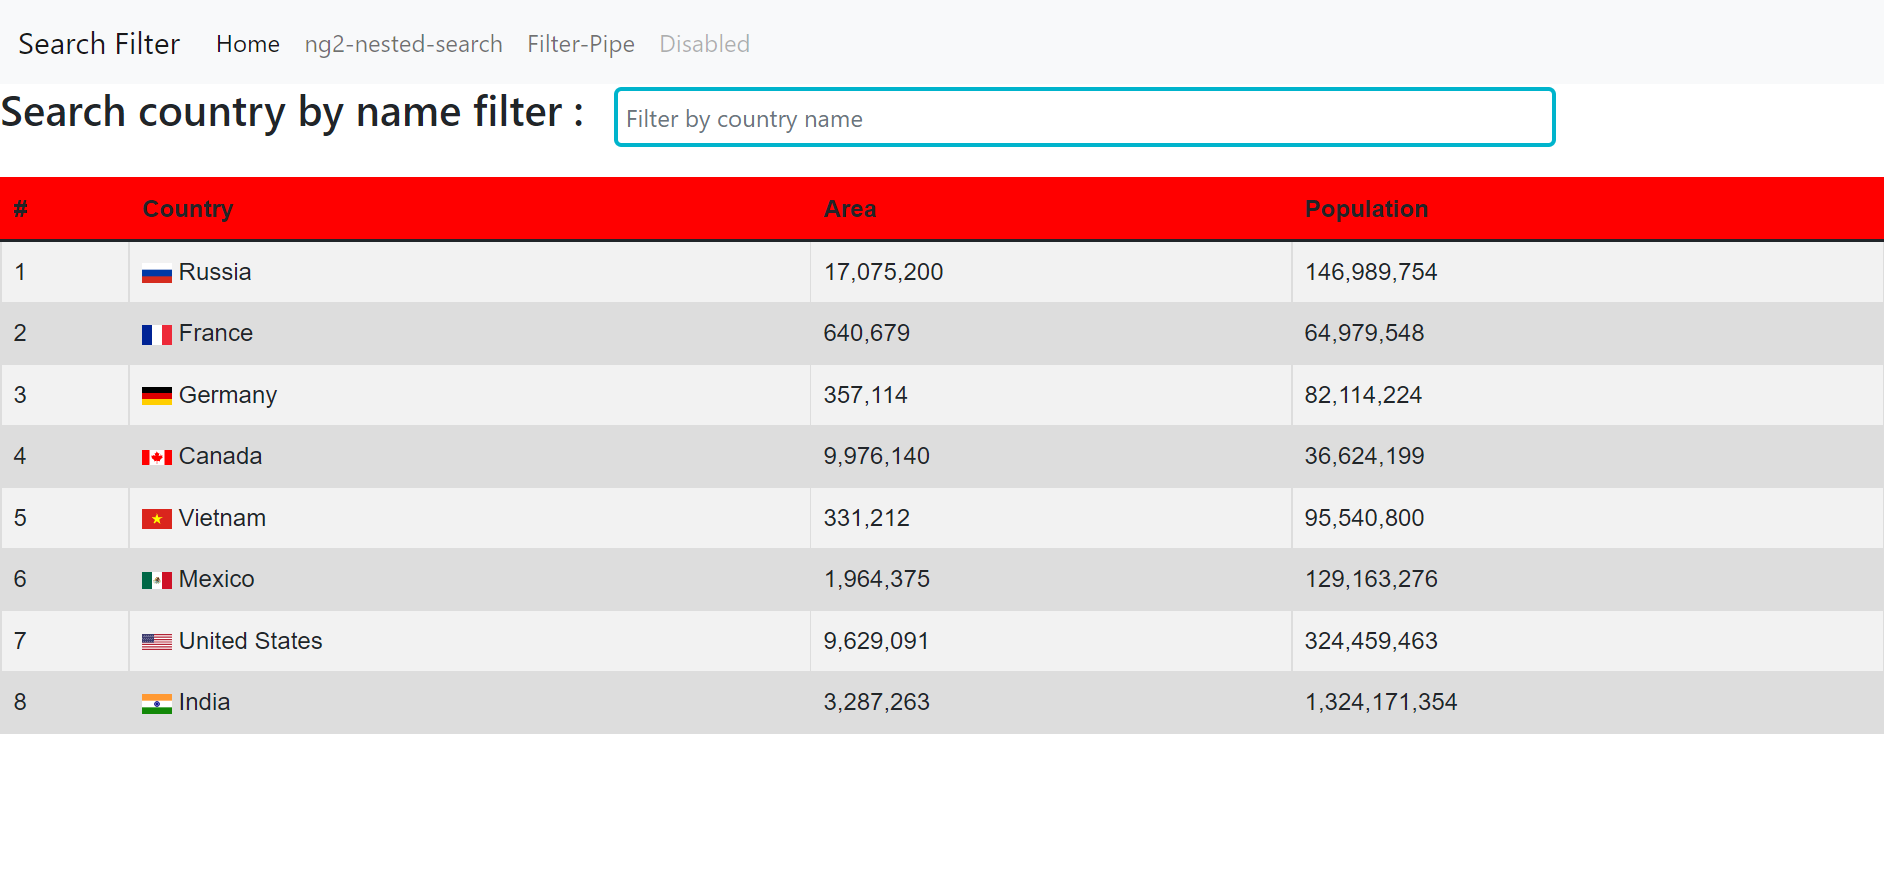 Search Filter Home ng2-nested-search Filter-Pipe Disabled
Search country by name filter : Filter by country name
# Country Area Population
1 Russia 17,075,200 146,989,754
2 France 640,679 64,979,548
3 Germany 357,114 82,114,224
4 Canada 9,976,140 36,624,199
5 Vietnam 331,212 95,540,800
6 Mexico 1,964,375 129,163,276
7 United States 9,629,091 324,459,463
8 India 3,287,263 1,324,171,354